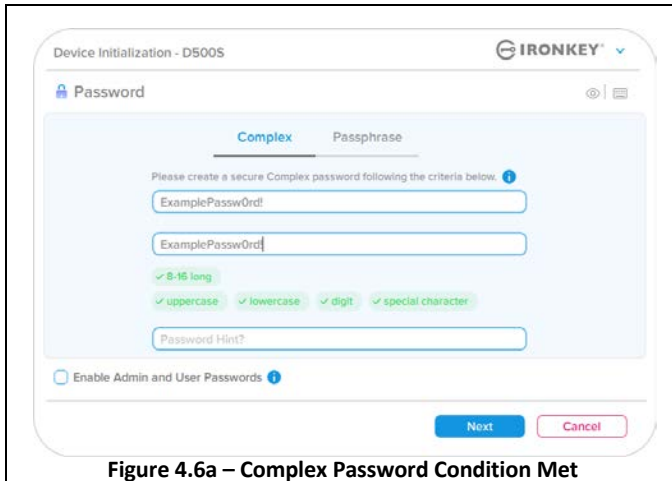 Device Initialization - D500S
IRONKEY
Password
Complex Passphrase
Please create a secure Complex password following the criteria below.
ExamplePassw0rd!
ExamplePassw0rd!
✓ 8-16 long
✓ uppercase ✓ lowercase ✓ digit ✓ special character
Password Hint?
Enable Admin and User Passwords
Next Cancel
Figure 4.6a – Complex Password Condition Met